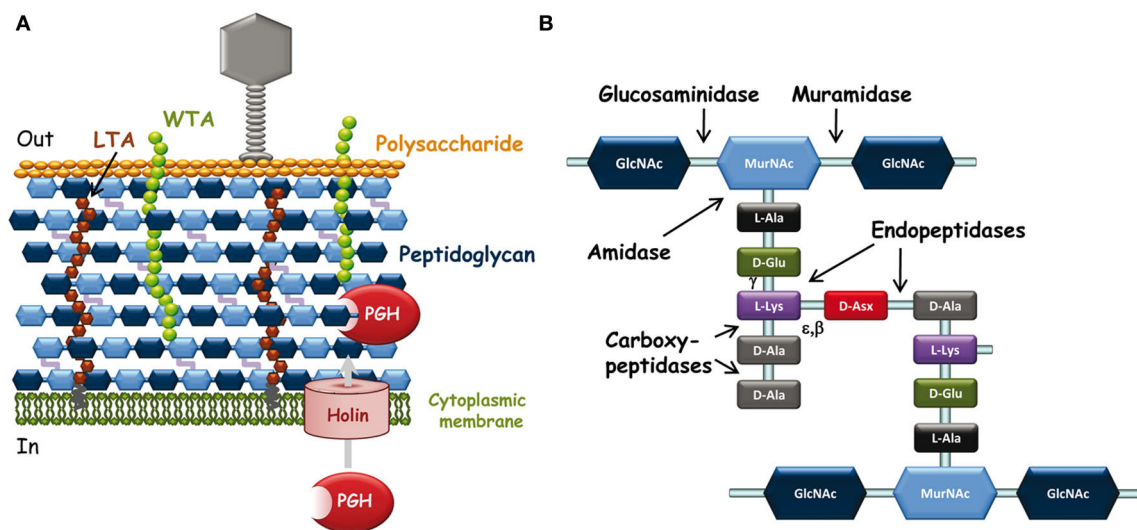 A
Out
LTA
WTA
Polysaccharide
Peptidoglycan
PGH
Holin
Cytoplasmic
membrane
In
PGH
B
Glucosaminidase
Muramidase
GlcNAc
MurNAc
GlcNAc
Amidase
L-Ala
D-Glu
γ
Endopeptidases
L-Lys
D-Asx
D-Ala
ε,β
Carboxy-
peptidases
D-Ala
D-Ala
L-Lys
D-Glu
L-Ala
GlcNAc
MurNAc
GlcNAc